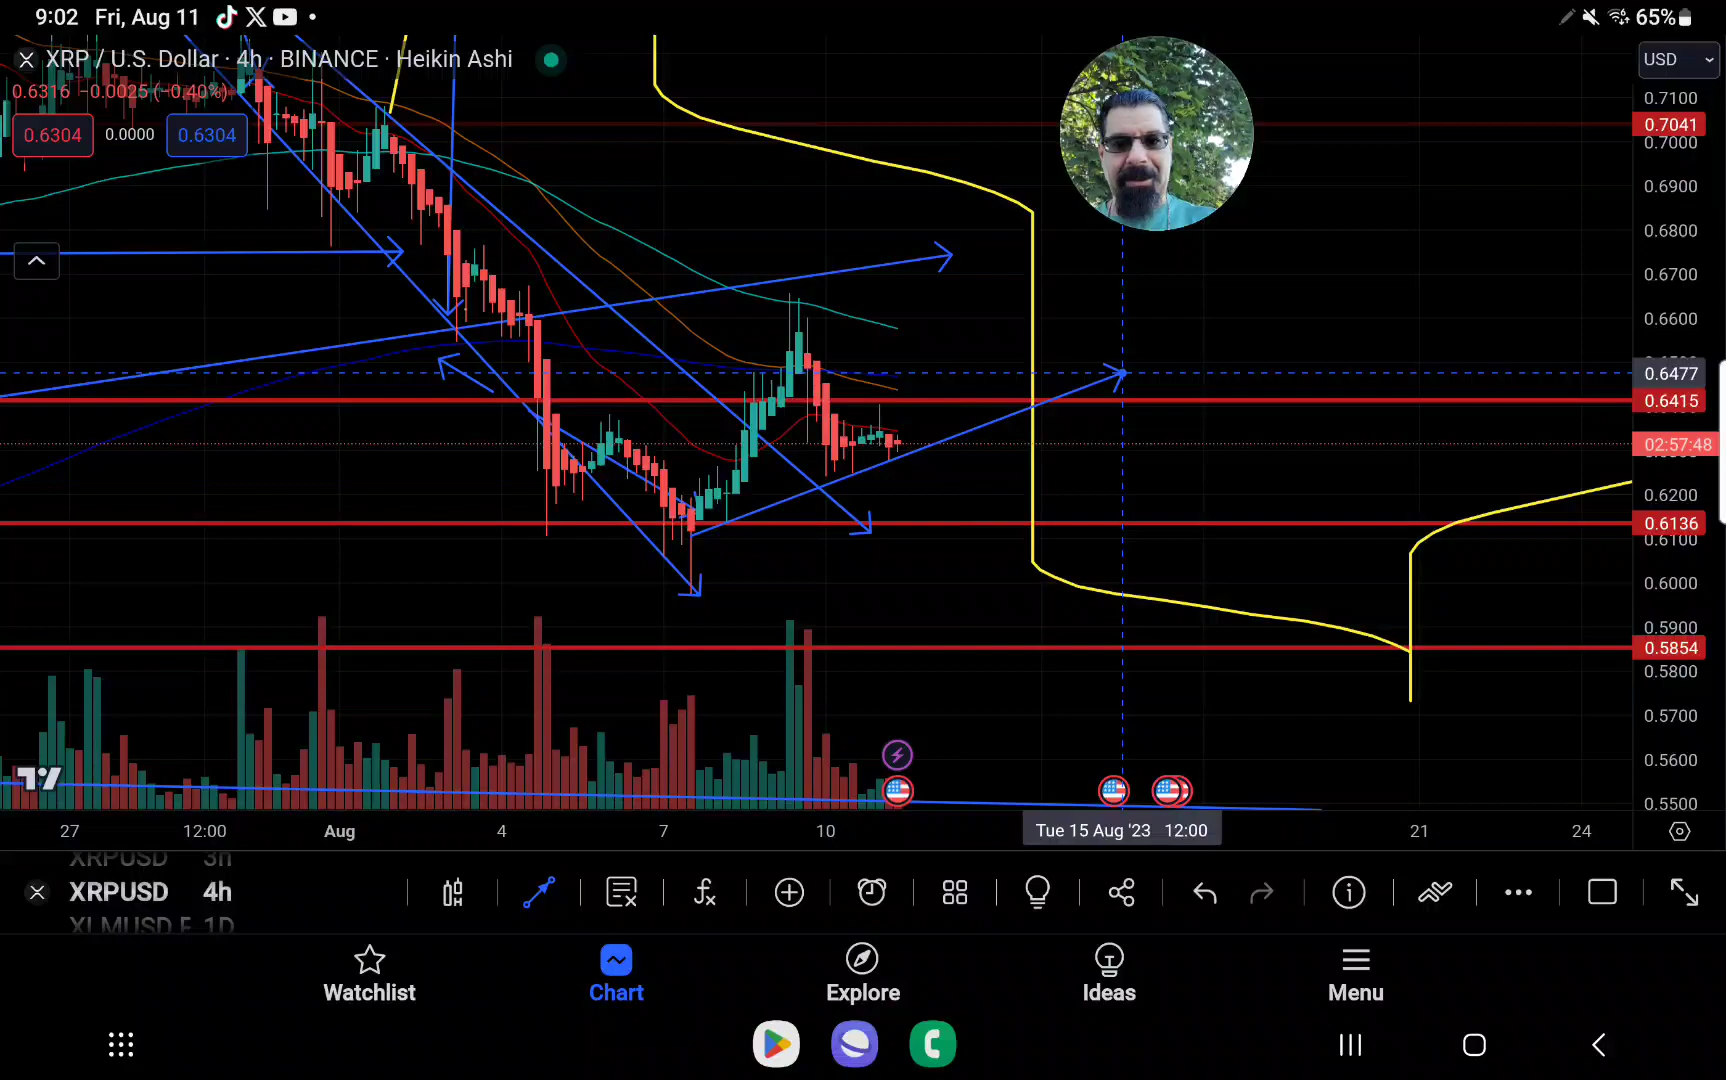 9:02 Fri, Aug 11
65%
XRP / U.S. Dollar · 4h · BINANCE · Heikin Ashi
USD
0.6316 −0.0025 (−0.40%)
0.6304 0.0000 0.6304
0.7100
0.7041
0.7000
0.6900
0.6800
0.6700
0.6600
0.6477
0.6415
02:57:48
0.6200
0.6136
0.6100
0.6000
0.5900
0.5854
0.5800
0.5700
0.5600
0.5500
27 12:00 Aug 4 7 10 Tue 15 Aug '23 12:00 21 24
XRPUSD 3h
XRPUSD 4h
XLMUSD F 1D
Watchlist Chart Explore Ideas Menu